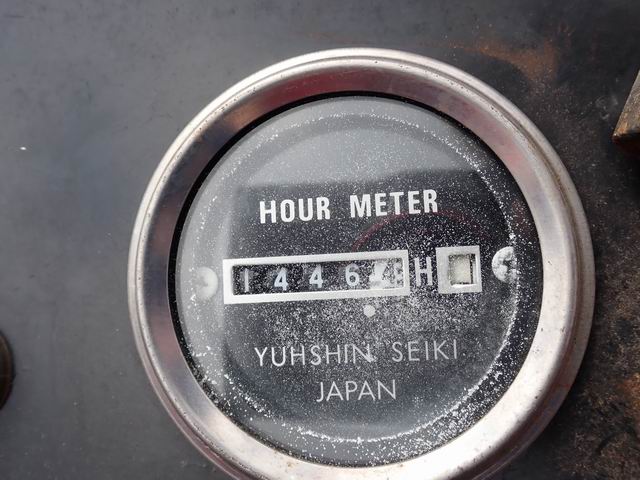 HOUR METER
1446 H
YUHSHIN SEIKI
JAPAN